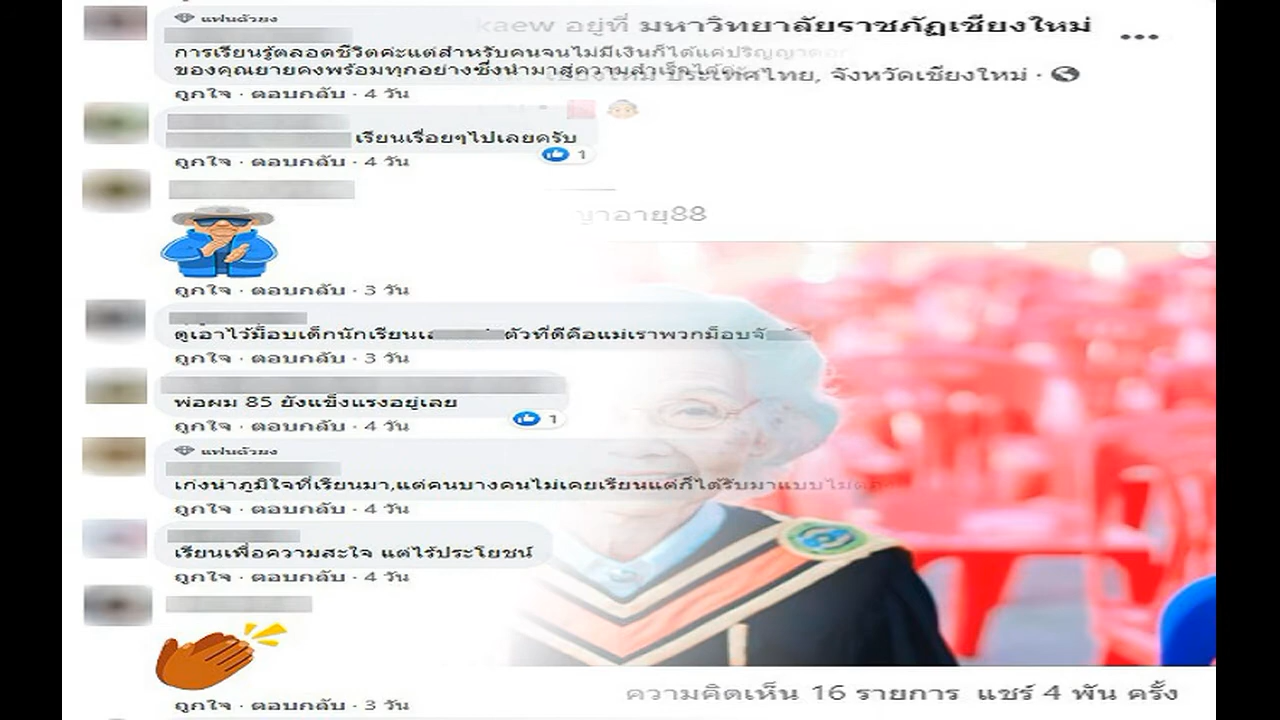 แฟนตัวยง
kaew อยู่ที่ มหาวิทยาลัยราชภัฏเชียงใหม่
การเรียนรู้ตลอดชีวิตค่ะแต่สำหรับคนจนไม่มีเงินก็ได้แค่ปริญญา
ของคุณยายคงพร้อมทุกอย่างซึ่งนำมาสู่ความสำเร็จได้
ประเทศไทย, จังหวัดเชียงใหม่ ·
ถูกใจ · ตอบกลับ · 4 วัน
เรียนเรื่อยๆไปเลยครับ
1
ถูกใจ · ตอบกลับ · 4 วัน
อายุ88
ถูกใจ · ตอบกลับ · 3 วัน
ดูเอาไว้ม็อบเด็กนักเรียน ตัวที่ดีคือแม่เราพวกม็อบ
ถูกใจ · ตอบกลับ · 3 วัน
พ่อผม 85 ยังแข็งแรงอยู่เลย
1
ถูกใจ · ตอบกลับ · 4 วัน
แฟนตัวยง
เก่งน่าภูมิใจที่เรียนมา,แต่คนบางคนไม่เคยเรียนแต่ก็ได้รับมาแบบ
ถูกใจ · ตอบกลับ · 4 วัน
เรียนเพื่อความสะใจ แต่ไร้ประโยชน์
ถูกใจ · ตอบกลับ · 4 วัน
ถูกใจ · ตอบกลับ · 3 วัน
ความคิดเห็น 16 รายการ แชร์ 4 พัน ครั้ง